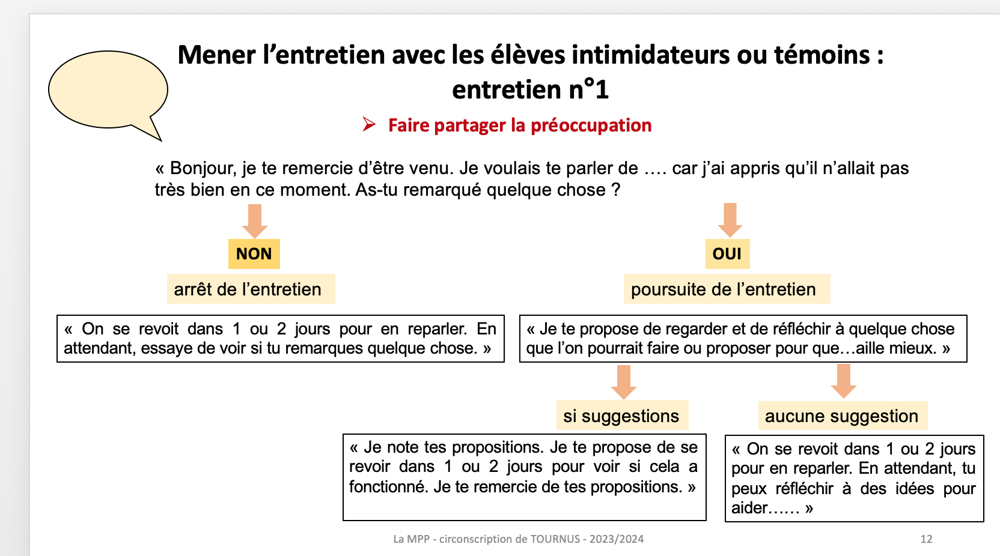 Mener l’entretien avec les élèves intimidateurs ou témoins :
entretien n°1
➢ Faire partager la préoccupation
« Bonjour, je te remercie d’être venu. Je voulais te parler de …. car j’ai appris qu’il n’allait pas
très bien en ce moment. As-tu remarqué quelque chose ?
NON
arrêt de l’entretien
« On se revoit dans 1 ou 2 jours pour en reparler. En
attendant, essaye de voir si tu remarques quelque chose. »
OUI
poursuite de l’entretien
« Je te propose de regarder et de réfléchir à quelque chose
que l’on pourrait faire ou proposer pour que…aille mieux. »
si suggestions
« Je note tes propositions. Je te propose de se
revoir dans 1 ou 2 jours pour voir si cela a
fonctionné. Je te remercie de tes propositions. »
aucune suggestion
« On se revoit dans 1 ou 2 jours
pour en reparler. En attendant, tu
peux réfléchir à des idées pour
aider…… »
La MPP - circonscription de TOURNUS - 2023/2024
12